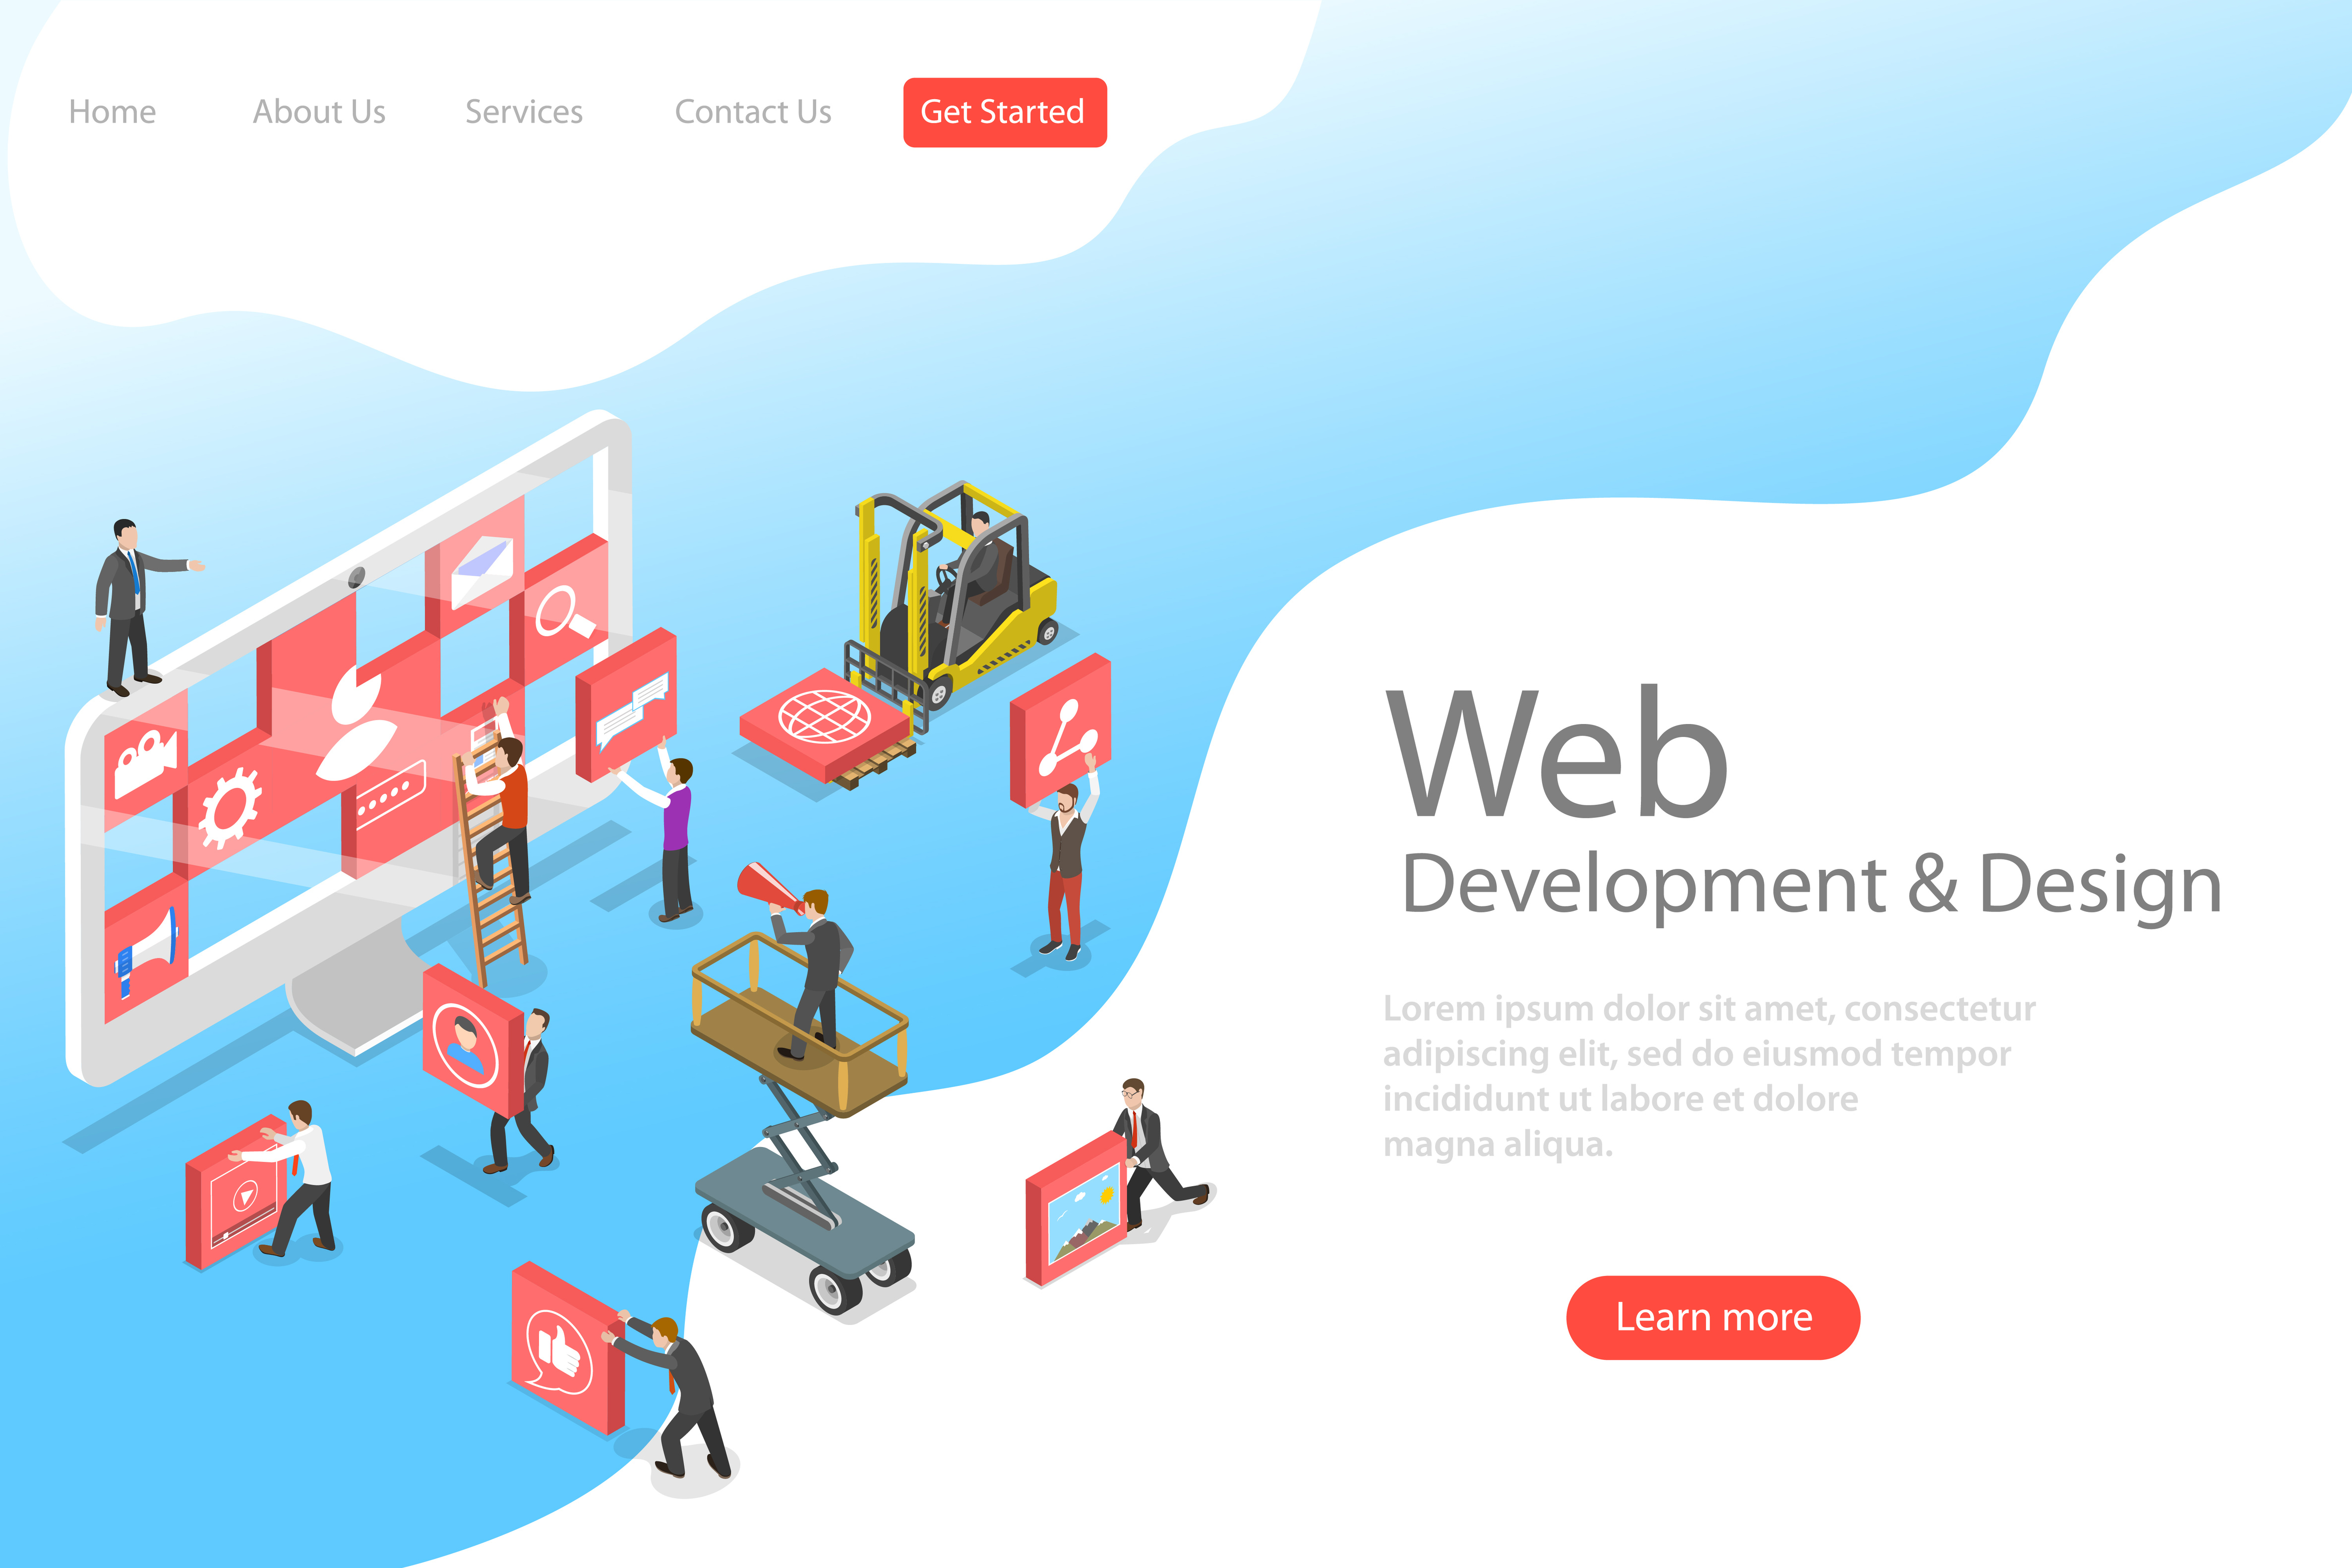 Home
About Us
Services
Contact Us
Get Started
Web
Development & Design
Lorem ipsum dolor sit amet, consectetur
adipiscing elit, sed do eiusmod tempor
incididunt ut labore et dolore
magna aliqua.
Learn more